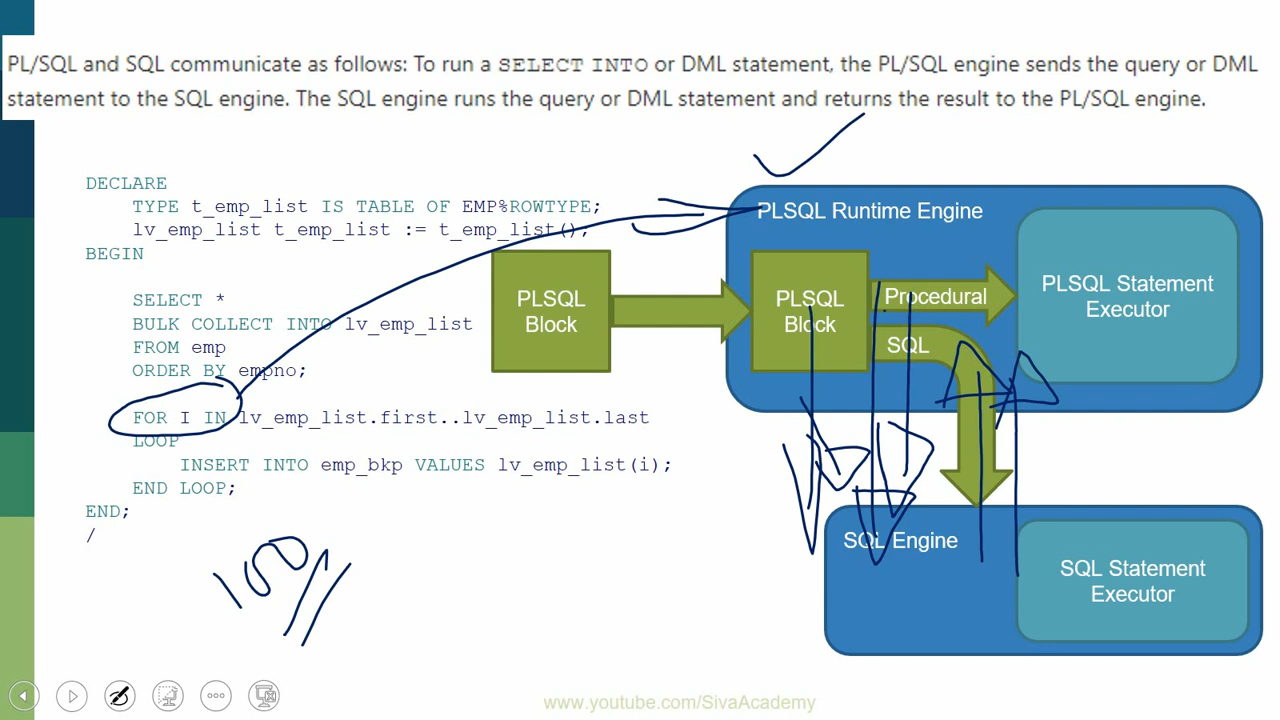 PL/SQL and SQL communicate as follows: To run a SELECT INTO or DML statement, the PL/SQL engine sends the query or DML
statement to the SQL engine. The SQL engine runs the query or DML statement and returns the result to the PL/SQL engine.
DECLARE
TYPE t_emp_list IS TABLE OF EMP%ROWTYPE;
lv_emp_list t_emp_list := t_emp_list();
BEGIN
SELECT *
BULK COLLECT INTO lv_emp_list
FROM emp
ORDER BY empno;
FOR I IN lv_emp_list.first..lv_emp_list.last
LOOP
INSERT INTO emp_bkp VALUES lv_emp_list(i);
END LOOP;
END;
/
100
PLSQL
Block
PLSQL Runtime Engine
PLSQL
Block
Procedural
SQL
PLSQL Statement
Executor
SQL Engine
SQL Statement
Executor
www.youtube.com/SivaAcademy